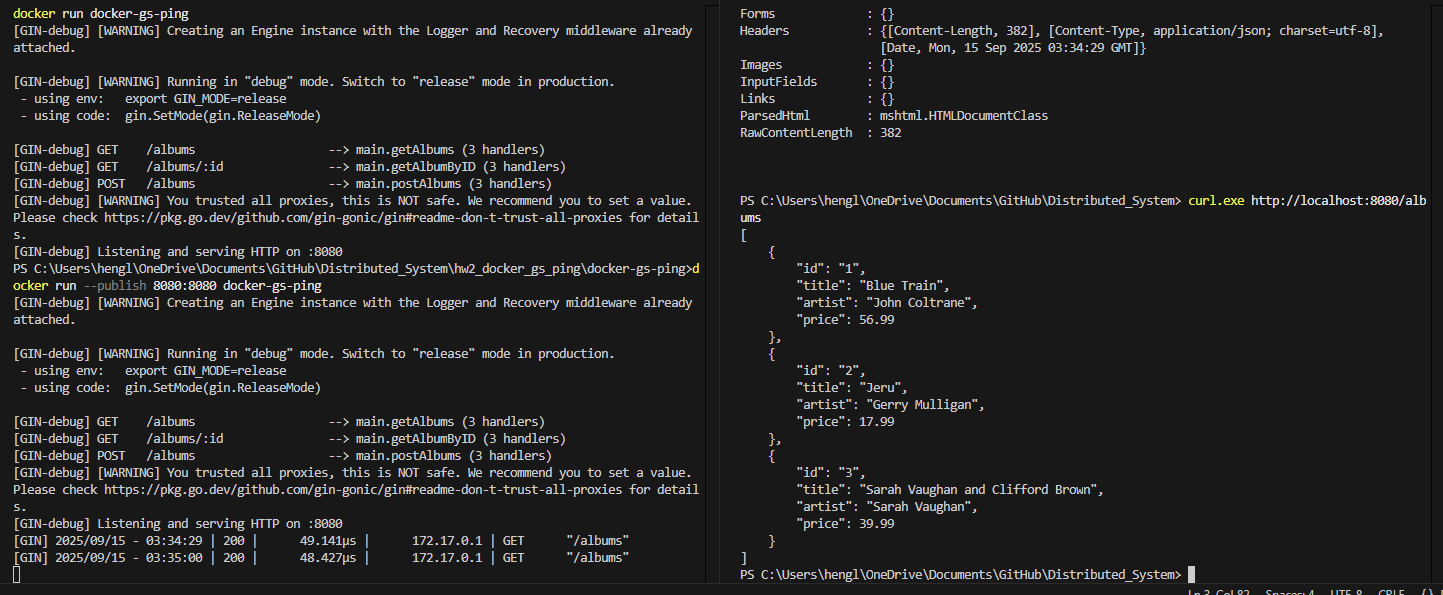 docker run docker-gs-ping
[GIN-debug] [WARNING] Creating an Engine instance with the Logger and Recovery middleware already
attached.
[GIN-debug] [WARNING] Running in "debug" mode. Switch to "release" mode in production.
- using env:   export GIN_MODE=release
- using code:  gin.SetMode(gin.ReleaseMode)
[GIN-debug] GET    /albums                   --> main.getAlbums (3 handlers)
[GIN-debug] GET    /albums/:id               --> main.getAlbumByID (3 handlers)
[GIN-debug] POST   /albums                   --> main.postAlbums (3 handlers)
[GIN-debug] [WARNING] You trusted all proxies, this is NOT safe. We recommend you to set a value.
Please check https://pkg.go.dev/github.com/gin-gonic/gin#readme-don-t-trust-all-proxies for detail
s.
[GIN-debug] Listening and serving HTTP on :8080
PS C:\Users\hengl\OneDrive\Documents\GitHub\Distributed_System\hw2_docker_gs_ping\docker-gs-ping>d
ocker run --publish 8080:8080 docker-gs-ping
[GIN-debug] [WARNING] Creating an Engine instance with the Logger and Recovery middleware already
attached.
[GIN-debug] [WARNING] Running in "debug" mode. Switch to "release" mode in production.
- using env:   export GIN_MODE=release
- using code:  gin.SetMode(gin.ReleaseMode)
[GIN-debug] GET    /albums                   --> main.getAlbums (3 handlers)
[GIN-debug] GET    /albums/:id               --> main.getAlbumByID (3 handlers)
[GIN-debug] POST   /albums                   --> main.postAlbums (3 handlers)
[GIN-debug] [WARNING] You trusted all proxies, this is NOT safe. We recommend you to set a value.
Please check https://pkg.go.dev/github.com/gin-gonic/gin#readme-don-t-trust-all-proxies for detail
s.
[GIN-debug] Listening and serving HTTP on :8080
[GIN] 2025/09/15 - 03:34:29 | 200 |      49.141µs |      172.17.0.1 | GET      "/albums"
[GIN] 2025/09/15 - 03:35:00 | 200 |      48.427µs |      172.17.0.1 | GET      "/albums"
Forms             : {}
Headers           : {[Content-Length, 382], [Content-Type, application/json; charset=utf-8],
[Date, Mon, 15 Sep 2025 03:34:29 GMT]}
Images            : {}
InputFields       : {}
Links             : {}
ParsedHtml        : mshtml.HTMLDocumentClass
RawContentLength  : 382
PS C:\Users\hengl\OneDrive\Documents\GitHub\Distributed_System> curl.exe http://localhost:8080/alb
ums
[
{
"id": "1",
"title": "Blue Train",
"artist": "John Coltrane",
"price": 56.99
},
{
"id": "2",
"title": "Jeru",
"artist": "Gerry Mulligan",
"price": 17.99
},
{
"id": "3",
"title": "Sarah Vaughan and Clifford Brown",
"artist": "Sarah Vaughan",
"price": 39.99
}
]
PS C:\Users\hengl\OneDrive\Documents\GitHub\Distributed_System>